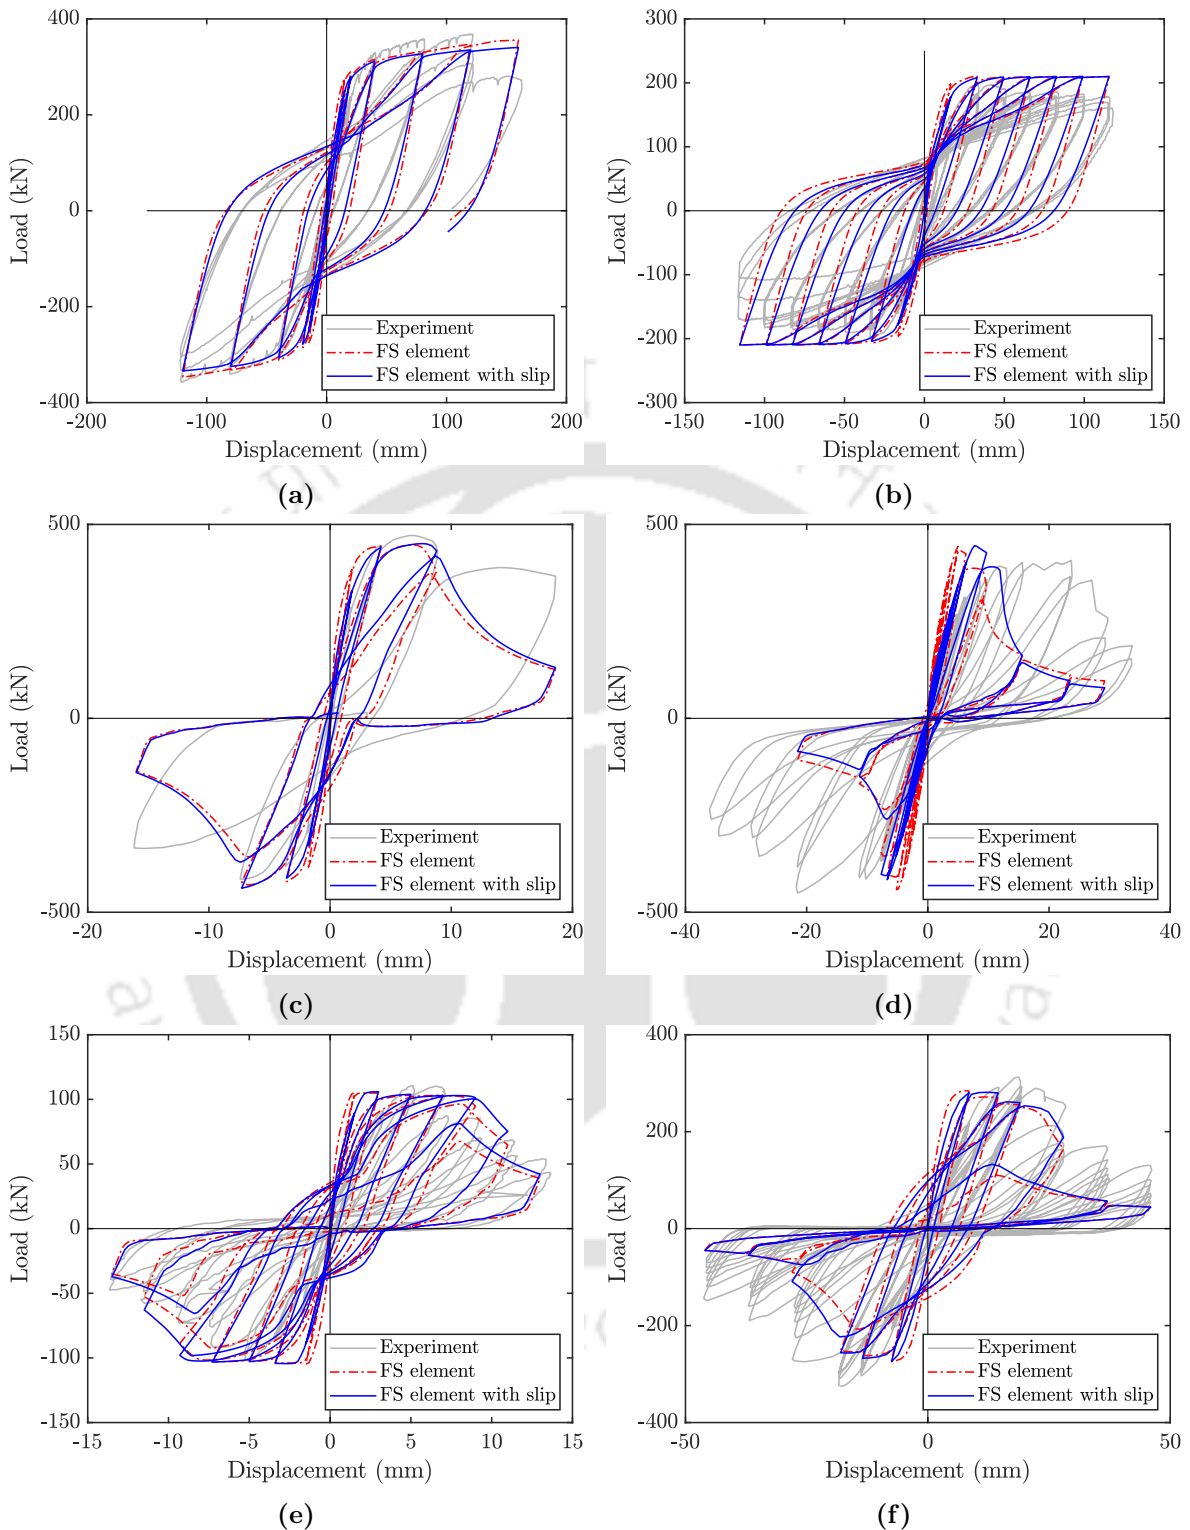 400
200
0
-200
-400
Load (kN)
-200 -100 0 100 200
Displacement (mm)
Experiment
FS element
FS element with slip
(a)
300
200
100
0
-100
-200
-300
Load (kN)
-150 -100 -50 0 50 100 150
Displacement (mm)
Experiment
FS element
FS element with slip
(b)
500
0
-500
Load (kN)
-20 -10 0 10 20
Displacement (mm)
Experiment
FS element
FS element with slip
(c)
500
0
-500
Load (kN)
-40 -20 0 20 40
Displacement (mm)
Experiment
FS element
FS element with slip
(d)
150
100
50
0
-50
-100
-150
Load (kN)
-15 -10 -5 0 5 10 15
Displacement (mm)
Experiment
FS element
FS element with slip
(e)
400
200
0
-200
-400
Load (kN)
-50 0 50
Displacement (mm)
Experiment
FS element
FS element with slip
(f)